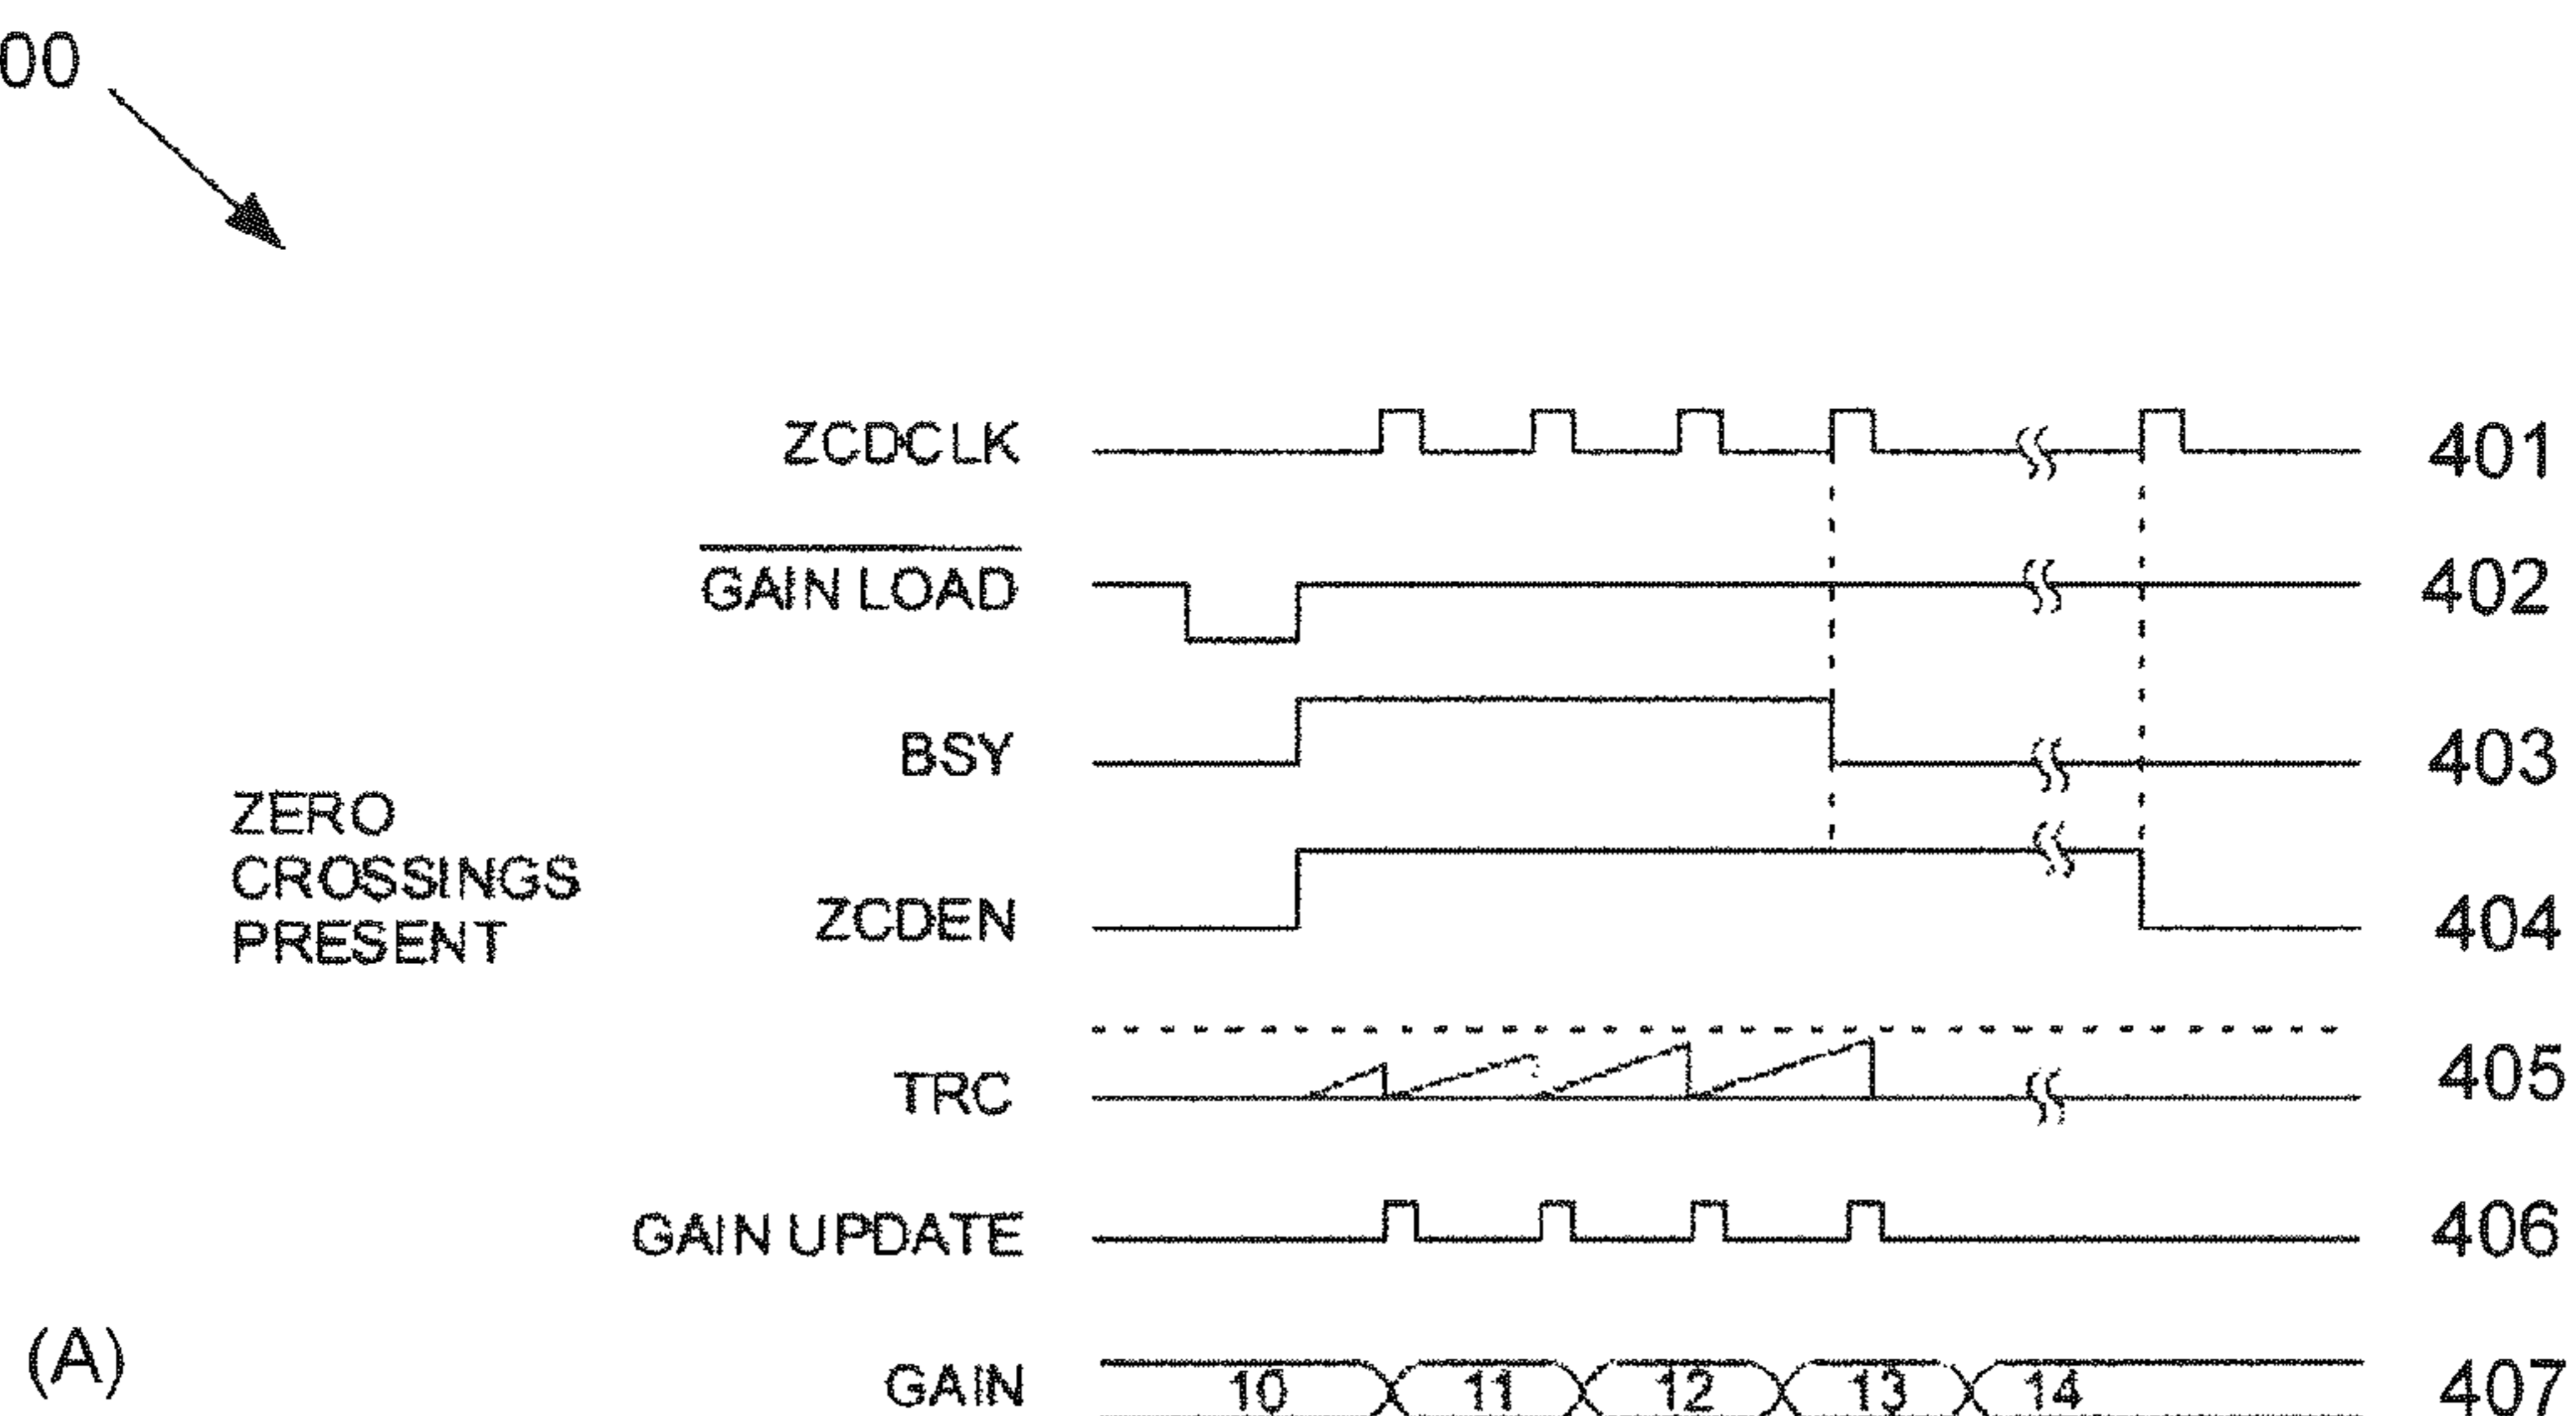 00
ZCDCLK 401
GAIN LOAD 402
BSY 403
ZERO
CROSSINGS
PRESENT
ZCDEN 404
TRC 405
GAIN UPDATE 406
(A) GAIN 10 11 12 13 14 407